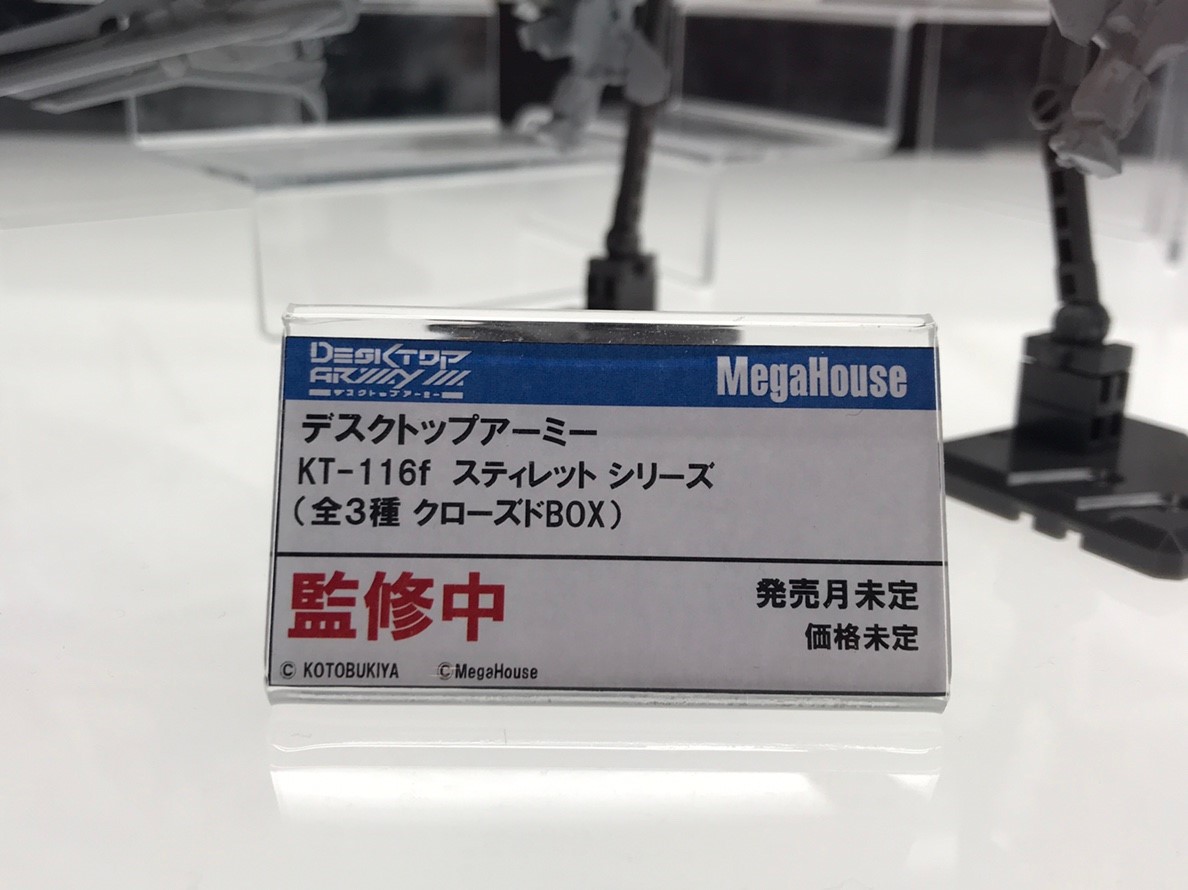 DESKTOP
ARMY
デスクトップアーミー
MegaHouse
デスクトップアーミー
KT-116f スティレット シリーズ
（全3種 クローズドBOX）
監修中
発売月未定
価格未定
© KOTOBUKIYA ©MegaHouse